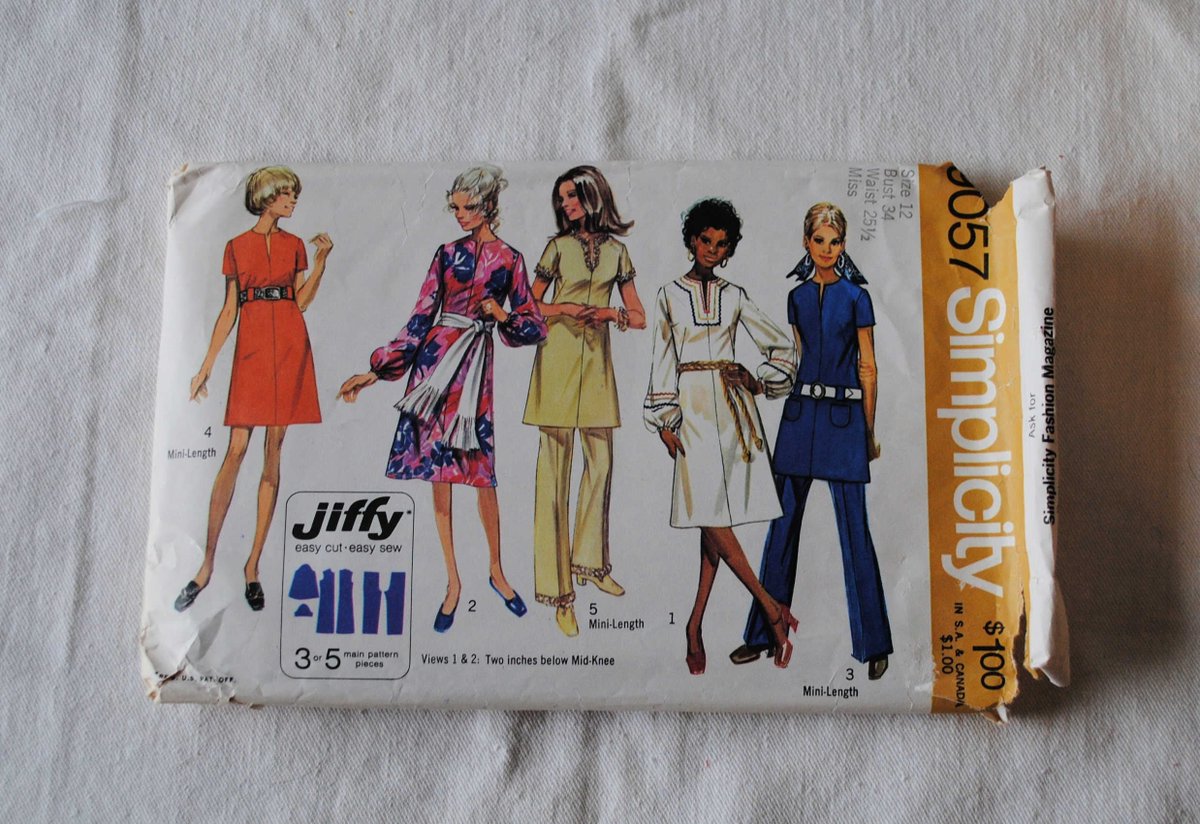 Size 12
Bust 34
Waist 25½
Miss
9057 Simplicity
$100
IN S.A. & CANADA
$1.00
Ask for
Simplicity Fashion Magazine
4
Mini-Length
jiffy
easy cut · easy sew
3 or 5 main pattern pieces
2
5
Mini-Length
1
3
Mini-Length
Views 1 & 2: Two inches below Mid-Knee
U.S. PAT. OFF.